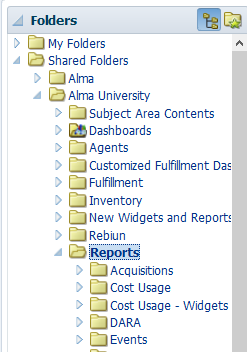 Folders
My Folders
Shared Folders
Alma
Alma University
Subject Area Contents
Dashboards
Agents
Customized Fulfillment Das
Fulfillment
Inventory
New Widgets and Reports
Rebiun
Reports
Acquisitions
Cost Usage
Cost Usage - Widgets
DARA
Events